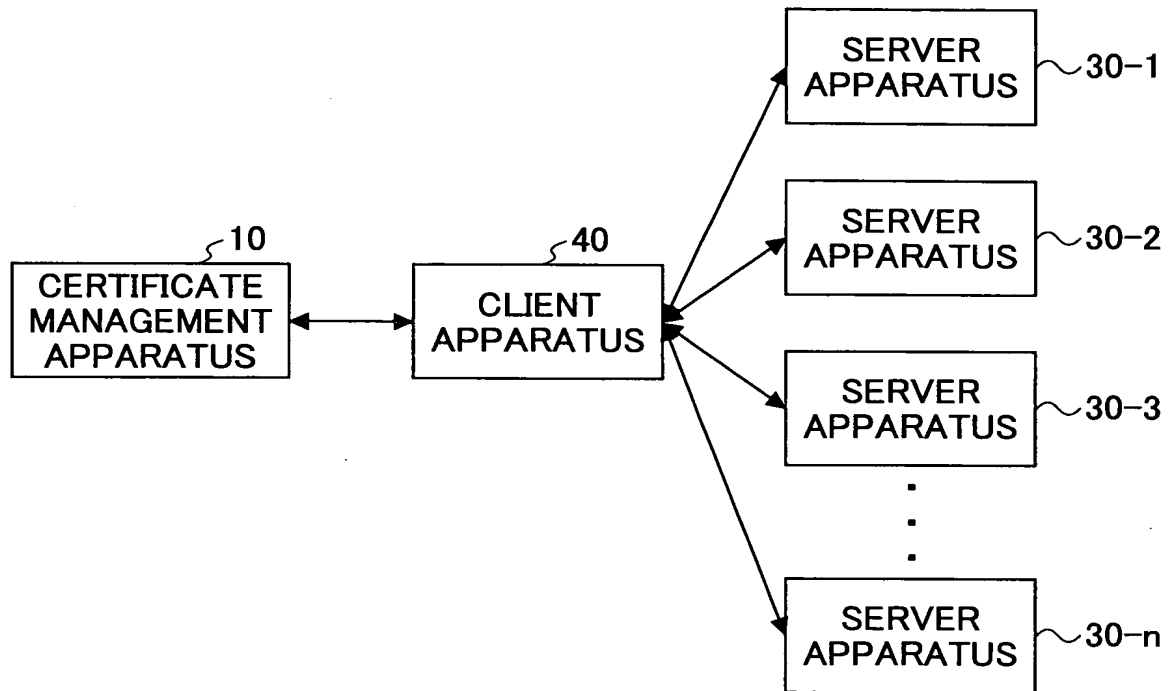 10
CERTIFICATE
MANAGEMENT
APPARATUS
40
CLIENT
APPARATUS
SERVER
APPARATUS
30-1
SERVER
APPARATUS
30-2
SERVER
APPARATUS
30-3
SERVER
APPARATUS
30-n